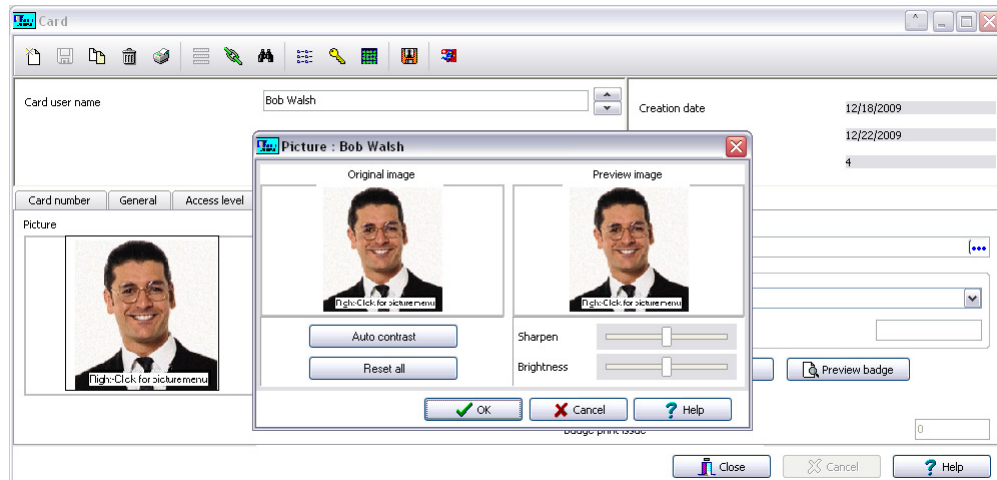 Card
Card user name
Bob Walsh
Creation date
12/18/2009
12/22/2009
4
Picture : Bob Walsh
Original image
Preview image
Card number
General
Access level
Picture
Right-Click for picture menu
Right-Click for picture menu
Right-Click for picture menu
Auto contrast
Sharpen
Reset all
Brightness
Preview badge
OK
Cancel
Help
Badge print issue
0
Close
Cancel
Help